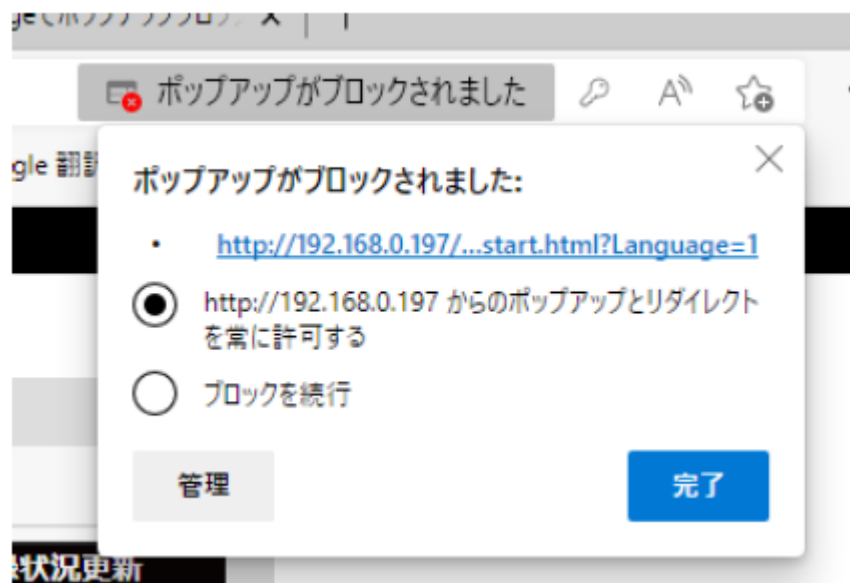 ポップアップがブロックされました
gle 翻訳
ポップアップがブロックされました:
• http://192.168.0.197/...start.html?Language=1
http://192.168.0.197 からのポップアップとリダイレクト
を常に許可する
ブロックを続行
管理
完了
状況更新